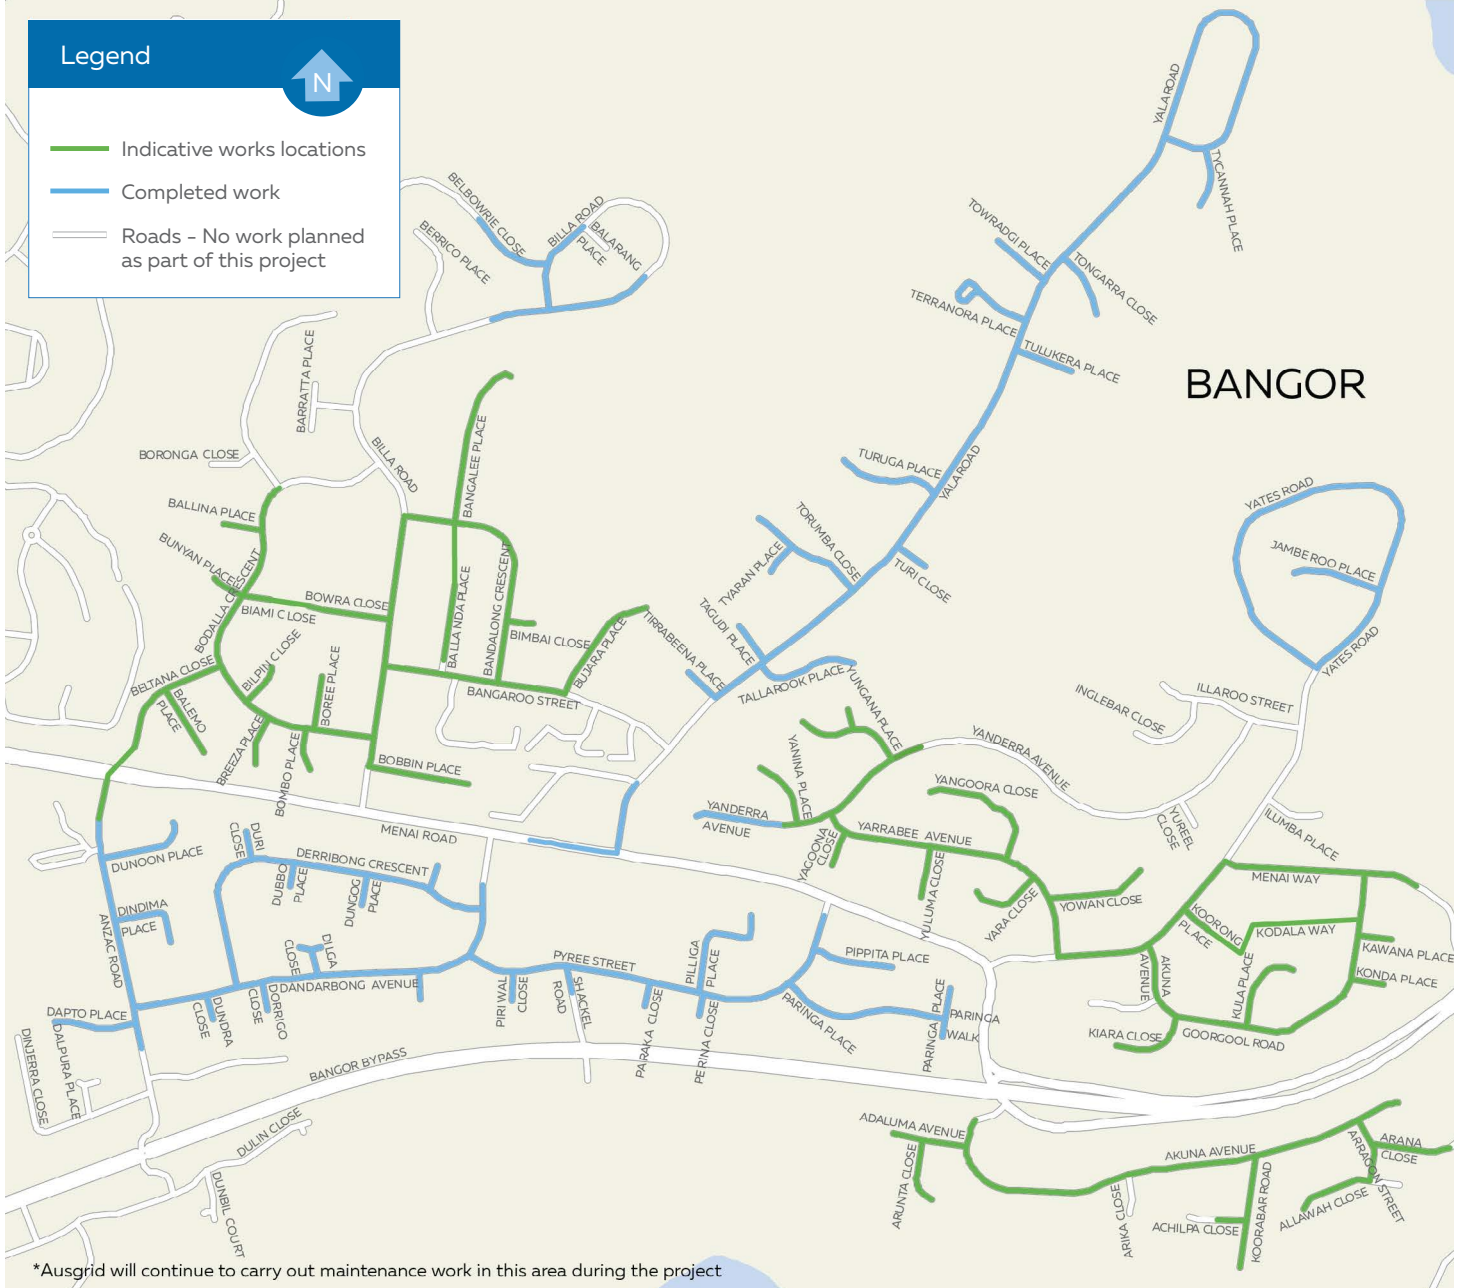 Legend
N
Indicative works locations
Completed work
Roads - No work planned
as part of this project
BANGOR
YALA ROAD
TYCANNAH PLACE
TOWRADGI PLACE
TONGARRA CLOSE
TERRANORA PLACE
TULUKERA PLACE
BELBOWRIE CLOSE
BILLA ROAD
BALARANG
PLACE
BERRICO PLACE
BARRATTA PLACE
BORONGA CLOSE
BILLA ROAD
BANGALEE PLACE
TURUGA PLACE
YALA ROAD
BALLINA PLACE
BUNYAN PLACE
TORUMBA CLOSE
TYARAN PLACE
TURI CLOSE
YATES ROAD
JAMBEROO PLACE
YATES ROAD
BODALLA CRESCENT
BOWRA CLOSE
BIAMI CLOSE
BALLANDA PLACE
BANDALONG CRESCENT
BIMBAI CLOSE
BUJARA PLACE
TIRRABEENA PLACE
TAGUDI PLACE
TALLAROOK PLACE
BELTANA CLOSE
BALEMO
PLACE
BILPIN CLOSE
BOREE PLACE
BANGAROO STREET
BREEZA PLACE
BOMBO PLACE
BOBBIN PLACE
YUNGANA PLACE
YANINA PLACE
YANDERRA AVENUE
INGLEBAR CLOSE
ILLAROO STREET
YANGOORA CLOSE
YANDERRA
AVENUE
YARRABEE AVENUE
YAGOONA
CLOSE
YUREEL
CLOSE
ILUMBA PLACE
MENAI ROAD
DUNOON PLACE
DURI
CLOSE
DERRIBONG CRESCENT
DUBBO
PLACE
DUNGOG
PLACE
YULUMA CLOSE
YARA CLOSE
YOWAN CLOSE
MENAI WAY
KOORONG
PLACE
KODALA WAY
KAWANA PLACE
KONDA PLACE
ANZAC ROAD
DINDIMA
PLACE
DILGA
CLOSE
PYREE STREET
PILLIGA
PLACE
PIPPITA PLACE
AKUNA
AVENUE
KULA PLACE
DANDARBONG AVENUE
DORRIGO
CLOSE
DUNDRA
CLOSE
PIRIWAL
CLOSE
SHACKEL
ROAD
PARAKA CLOSE
PERINA CLOSE
PARINGA PLACE
PARINGA PLACE
PARINGA
WALK
KIARA CLOSE
GOORGOOL ROAD
DAPTO PLACE
DINJERRA CLOSE
DALPURA PLACE
BANGOR BYPASS
DULIN CLOSE
DUNBIL COURT
ADALUMA AVENUE
ARUNTA CLOSE
AKUNA AVENUE
ARIKA CLOSE
ACHILPA CLOSE
KOORABAR ROAD
ALLAWAH CLOSE
ARRAGON STREET
ARANA
CLOSE
*Ausgrid will continue to carry out maintenance work in this area during the project